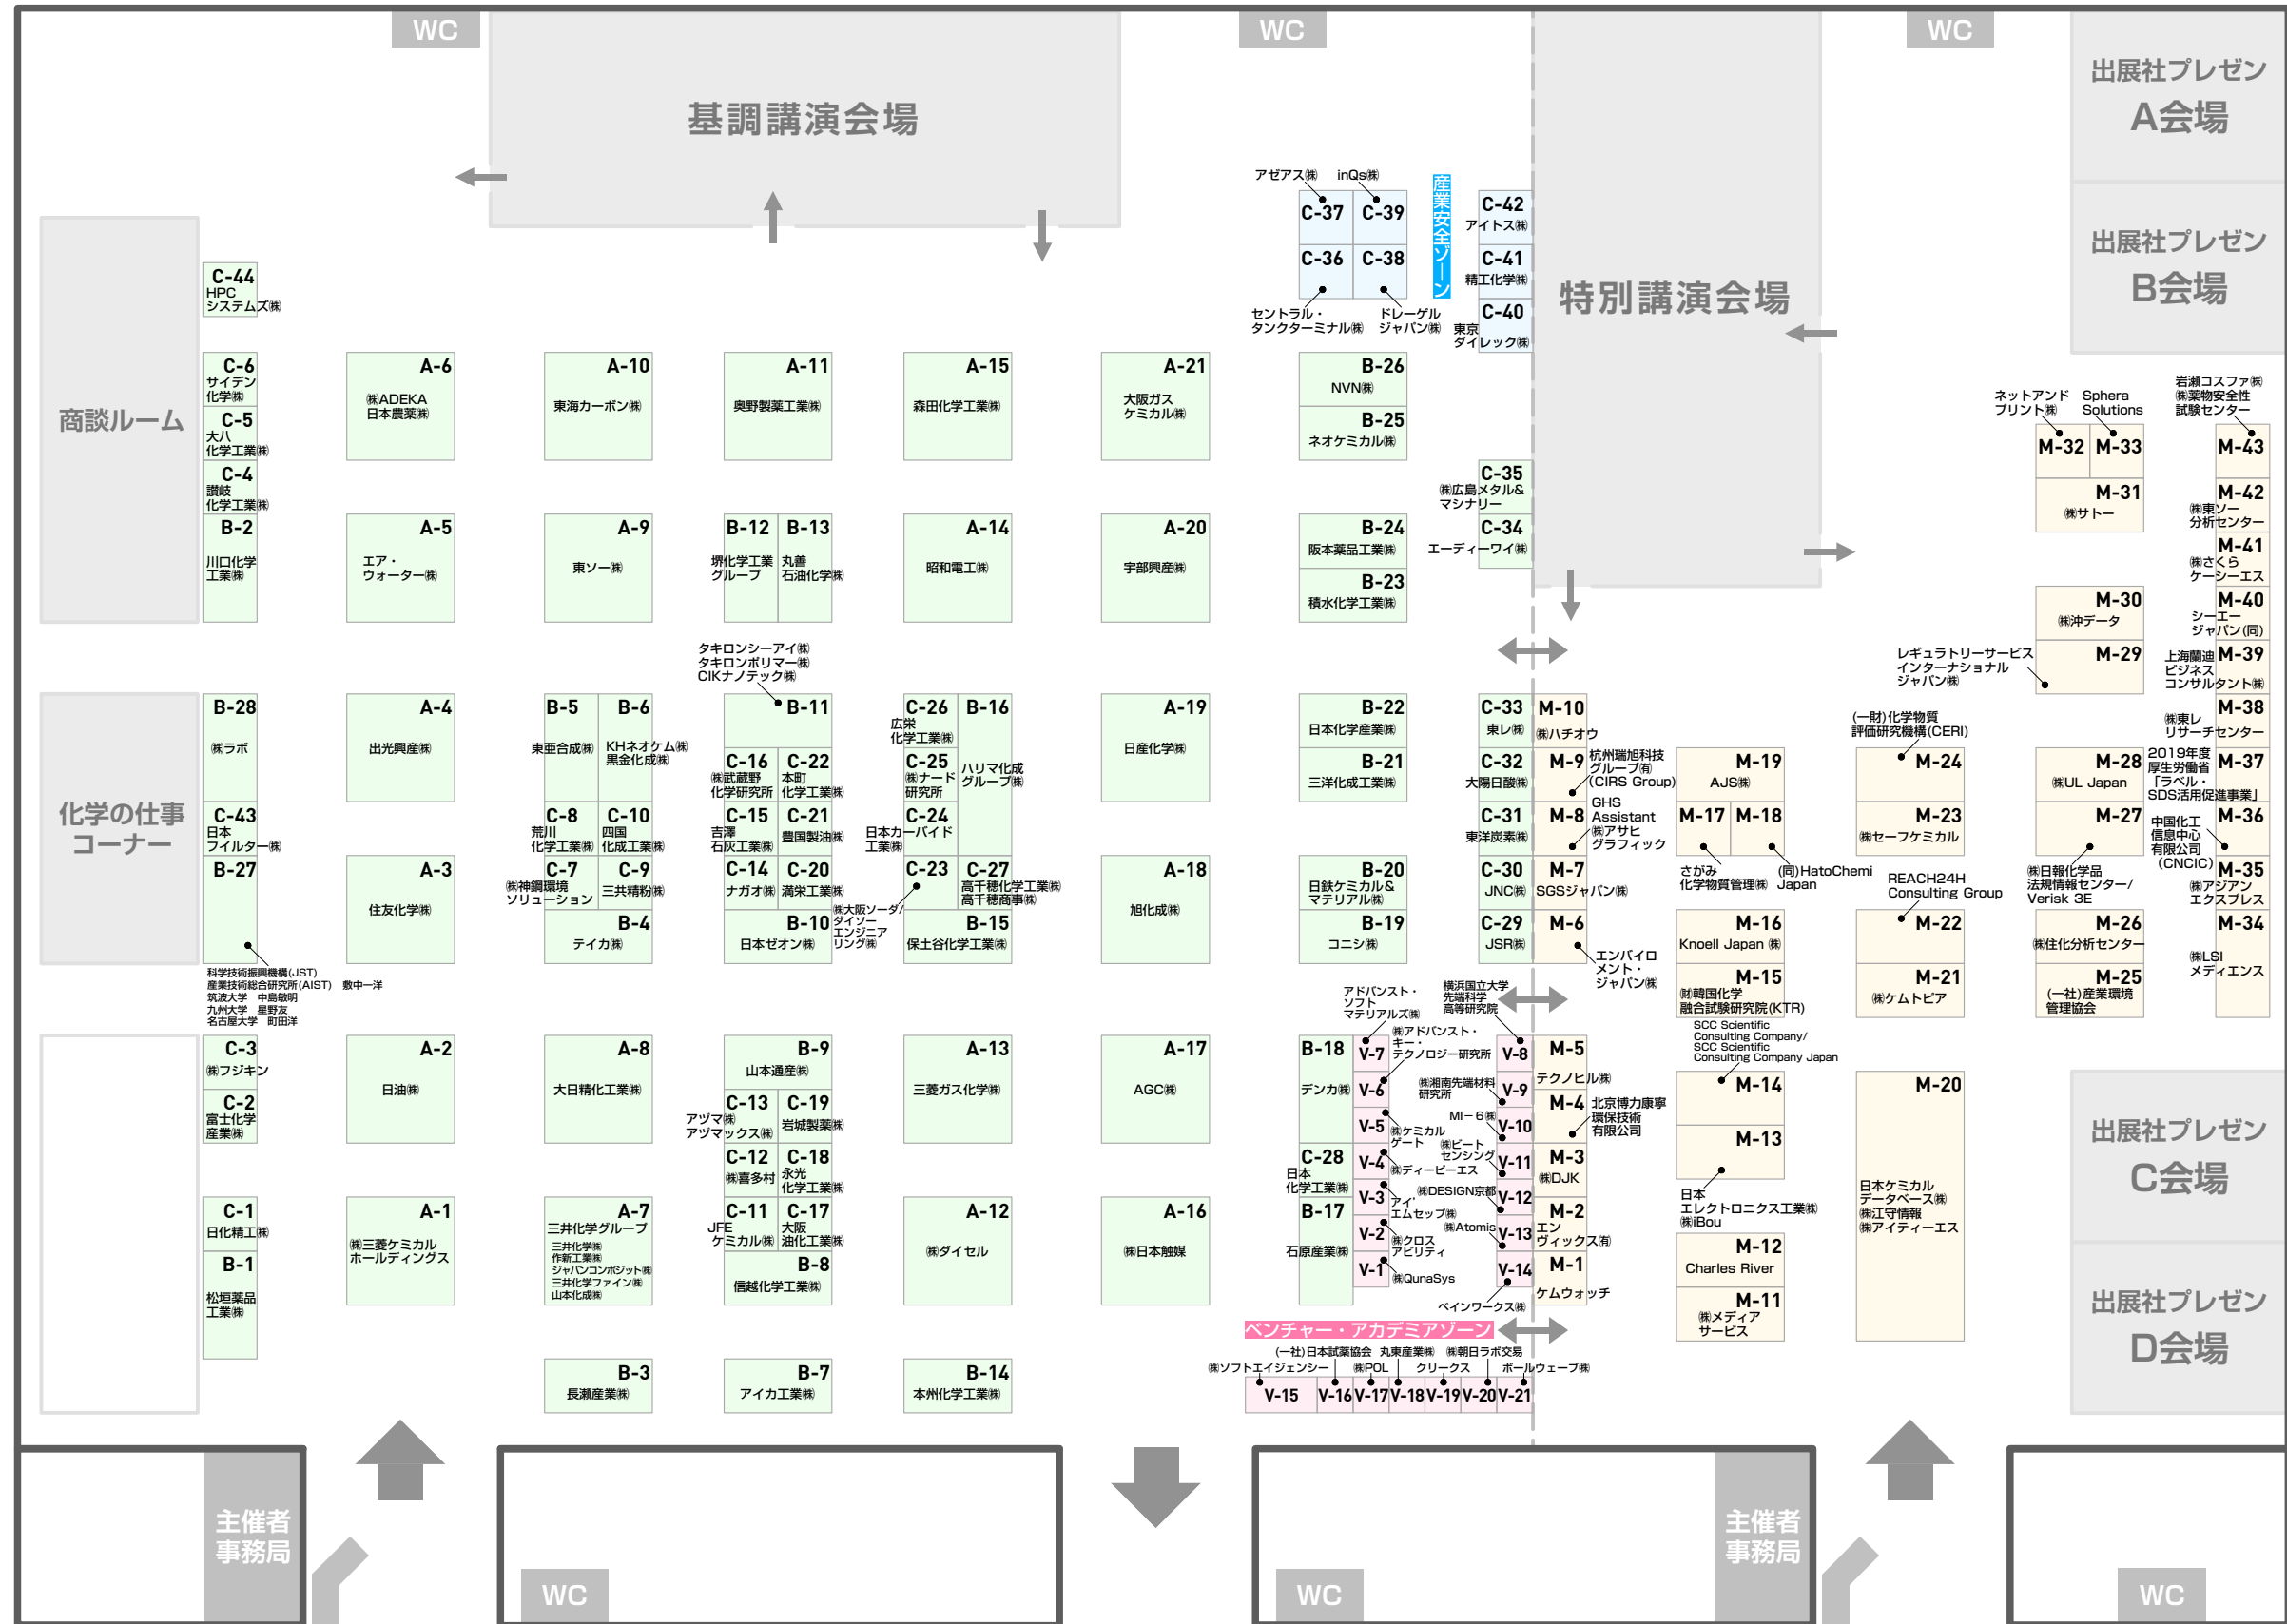 WC
WC
WC
基調講演会場
特別講演会場
出展社プレゼン
A会場
出展社プレゼン
B会場
商談ルーム
化学の仕事
コーナー
出展社プレゼン
C会場
出展社プレゼン
D会場
産業安全ゾーン
アゼアス㈱
inQs㈱
C-37
C-39
C-36
C-38
セントラル・
タンクターミナル㈱
ドレーゲル
ジャパン㈱
C-42
アイトス㈱
C-41
精工化学㈱
C-40
東京
ダイレック㈱
C-44
HPC
システムズ㈱
C-6
サイデン
化学㈱
C-5
大八
化学工業㈱
C-4
讃岐
化学工業㈱
B-2
川口化学
工業㈱
A-6
㈱ADEKA
日本農薬㈱
A-10
東海カーボン㈱
A-11
奥野製薬工業㈱
A-15
森田化学工業㈱
A-21
大阪ガス
ケミカル㈱
B-26
NVN㈱
B-25
ネオケミカル㈱
C-35
㈱広島メタル&
マシナリー
C-34
エーディーワイ㈱
A-5
エア・
ウォーター㈱
A-9
東ソー㈱
B-12
堺化学工業
グループ
B-13
丸善
石油化学㈱
A-14
昭和電工㈱
A-20
宇部興産㈱
B-24
阪本薬品工業㈱
B-23
積水化学工業㈱
ネットアンド
プリント㈱
Sphera
Solutions
M-32
M-33
M-31
㈱サトー
M-30
㈱沖データ
M-29
レギュラトリーサービス
インターナショナル
ジャパン㈱
岩瀬コスファ㈱
㈱薬物安全性
試験センター
M-43
M-42
㈱東ソー
分析センター
M-41
㈱さくら
ケーシーエス
M-40
シーエー
ジャパン(同)
M-39
上海蘭迪
ビジネス
コンサルタント㈱
M-38
㈱東レ
リサーチセンター
M-37
2019年度
厚生労働省
「ラベル・
SDS活用促進事業」
M-36
中国化工
信息中心
有限公司
(CNCIC)
M-35
㈱アジアン
エクスプレス
M-34
㈱LSI
メディエンス
B-28
㈱ラボ
C-43
日本
フイルター㈱
B-27
科学技術振興機構(JST)
産業技術総合研究所(AIST) 敷中一洋
筑波大学 中島敏明
九州大学 星野友
名古屋大学 町田洋
A-4
出光興産㈱
A-3
住友化学㈱
B-5
東亜合成㈱
B-6
KHネオケム㈱
黒金化成㈱
C-8
荒川
化学工業㈱
C-10
四国
化成工業㈱
C-7
㈱神鋼環境
ソリューション
C-9
三共精粉㈱
B-4
テイカ㈱
タキロンシーアイ㈱
タキロンポリマー㈱
CIKナノテック㈱
B-11
C-16
㈱武蔵野
化学研究所
C-22
本町
化学工業㈱
C-15
吉澤
石灰工業㈱
C-21
豊国製油㈱
C-14
ナガオ㈱
C-20
満栄工業㈱
B-10
日本ゼオン㈱
C-26
広栄
化学工業㈱
B-16
ハリマ化成
グループ㈱
C-25
㈱ナード
研究所
C-24
日本カーバイド
工業㈱
C-23
㈱大阪ソーダ/
ダイソー
エンジニア
リング㈱
C-27
高千穂化学工業㈱
高千穂商事㈱
B-15
保土谷化学工業㈱
A-19
日産化学㈱
A-18
旭化成㈱
B-22
日本化学産業㈱
B-21
三洋化成工業㈱
B-20
日鉄ケミカル&
マテリアル㈱
B-19
コニシ㈱
C-33
東レ㈱
C-32
大陽日酸㈱
C-31
東洋炭素㈱
C-30
JNC㈱
C-29
JSR㈱
M-10
㈱ハチオウ
M-9
杭州瑞旭科技
グループ㈲
(CIRS Group)
M-8
GHS
Assistant
㈱アサヒ
グラフィック
M-7
SGSジャパン㈱
M-6
エンバイロ
メント・
ジャパン㈱
M-19
AJS㈱
M-17
M-18
さがみ
化学物質管理㈱
(同)HatoChemi
Japan
M-16
Knoell Japan ㈱
M-15
㈶韓国化学
融合試験研究院(KTR)
(一財)化学物質
評価研究機構(CERI)
M-24
M-23
㈱セーフケミカル
REACH24H
Consulting Group
M-22
M-21
㈱ケムトピア
M-28
㈱UL Japan
M-27
㈱日報化学品
法規情報センター/
Verisk 3E
M-26
㈱住化分析センター
M-25
(一社)産業環境
管理協会
C-3
㈱フジキン
C-2
富士化学
産業㈱
C-1
日化精工㈱
B-1
松垣薬品
工業㈱
A-2
日油㈱
A-1
㈱三菱ケミカル
ホールディングス
A-8
大日精化工業㈱
A-7
三井化学グループ
三井化学㈱
作新工業㈱
ジャパンコンポジット㈱
三井化学ファイン㈱
山本化成㈱
B-3
長瀬産業㈱
B-9
山本通産㈱
C-13
アヅマ㈱
アヅマックス㈱
C-19
岩城製薬㈱
C-12
㈱喜多村
C-18
永光
化学工業㈱
C-11
JFE
ケミカル㈱
C-17
大阪
油化工業㈱
B-8
信越化学工業㈱
B-7
アイカ工業㈱
A-13
三菱ガス化学㈱
A-12
㈱ダイセル
B-14
本州化学工業㈱
A-17
AGC㈱
A-16
㈱日本触媒
B-18
デンカ㈱
C-28
日本
化学工業㈱
B-17
石原産業㈱
アドバンスト・
ソフト
マテリアルズ㈱
V-7
㈱アドバンスト・
キー・
テクノロジー研究所
V-6
V-5
㈱ケミカル
ゲート
V-4
㈱ディービーエス
V-3
アイ・
エムセップ㈱
V-2
㈱クロス
アビリティ
V-1
㈱QunaSys
横浜国立大学
先端科学
高等研究院
V-8
㈱湘南先端材料
研究所
V-9
MI−6㈱
V-10
㈱ビート
センシング
V-11
㈱DESIGN京都
V-12
㈱Atomis
V-13
V-14
ペインワークス㈱
M-5
テクノヒル㈱
M-4
北京博力康寧
環保技術
有限公司
M-3
㈱DJK
M-2
エン
ヴィックス㈲
M-1
ケムウォッチ
SCC Scientific
Consulting Company/
SCC Scientific
Consulting Company Japan
M-14
M-13
日本
エレクトロニクス工業㈱
㈱iBou
M-12
Charles River
M-11
㈱メディア
サービス
M-20
日本ケミカル
データベース㈱
㈱江守情報
㈱アイティーエス
ベンチャー・アカデミアゾーン
(一社)日本試薬協会 丸東産業㈱ ㈱朝日ラボ交易
㈱ソフトエイジェンシー ㈱POL クリークス ボールウェーブ㈱
V-15 V-16 V-17 V-18 V-19 V-20 V-21
主催者
事務局
WC
WC
主催者
事務局
WC